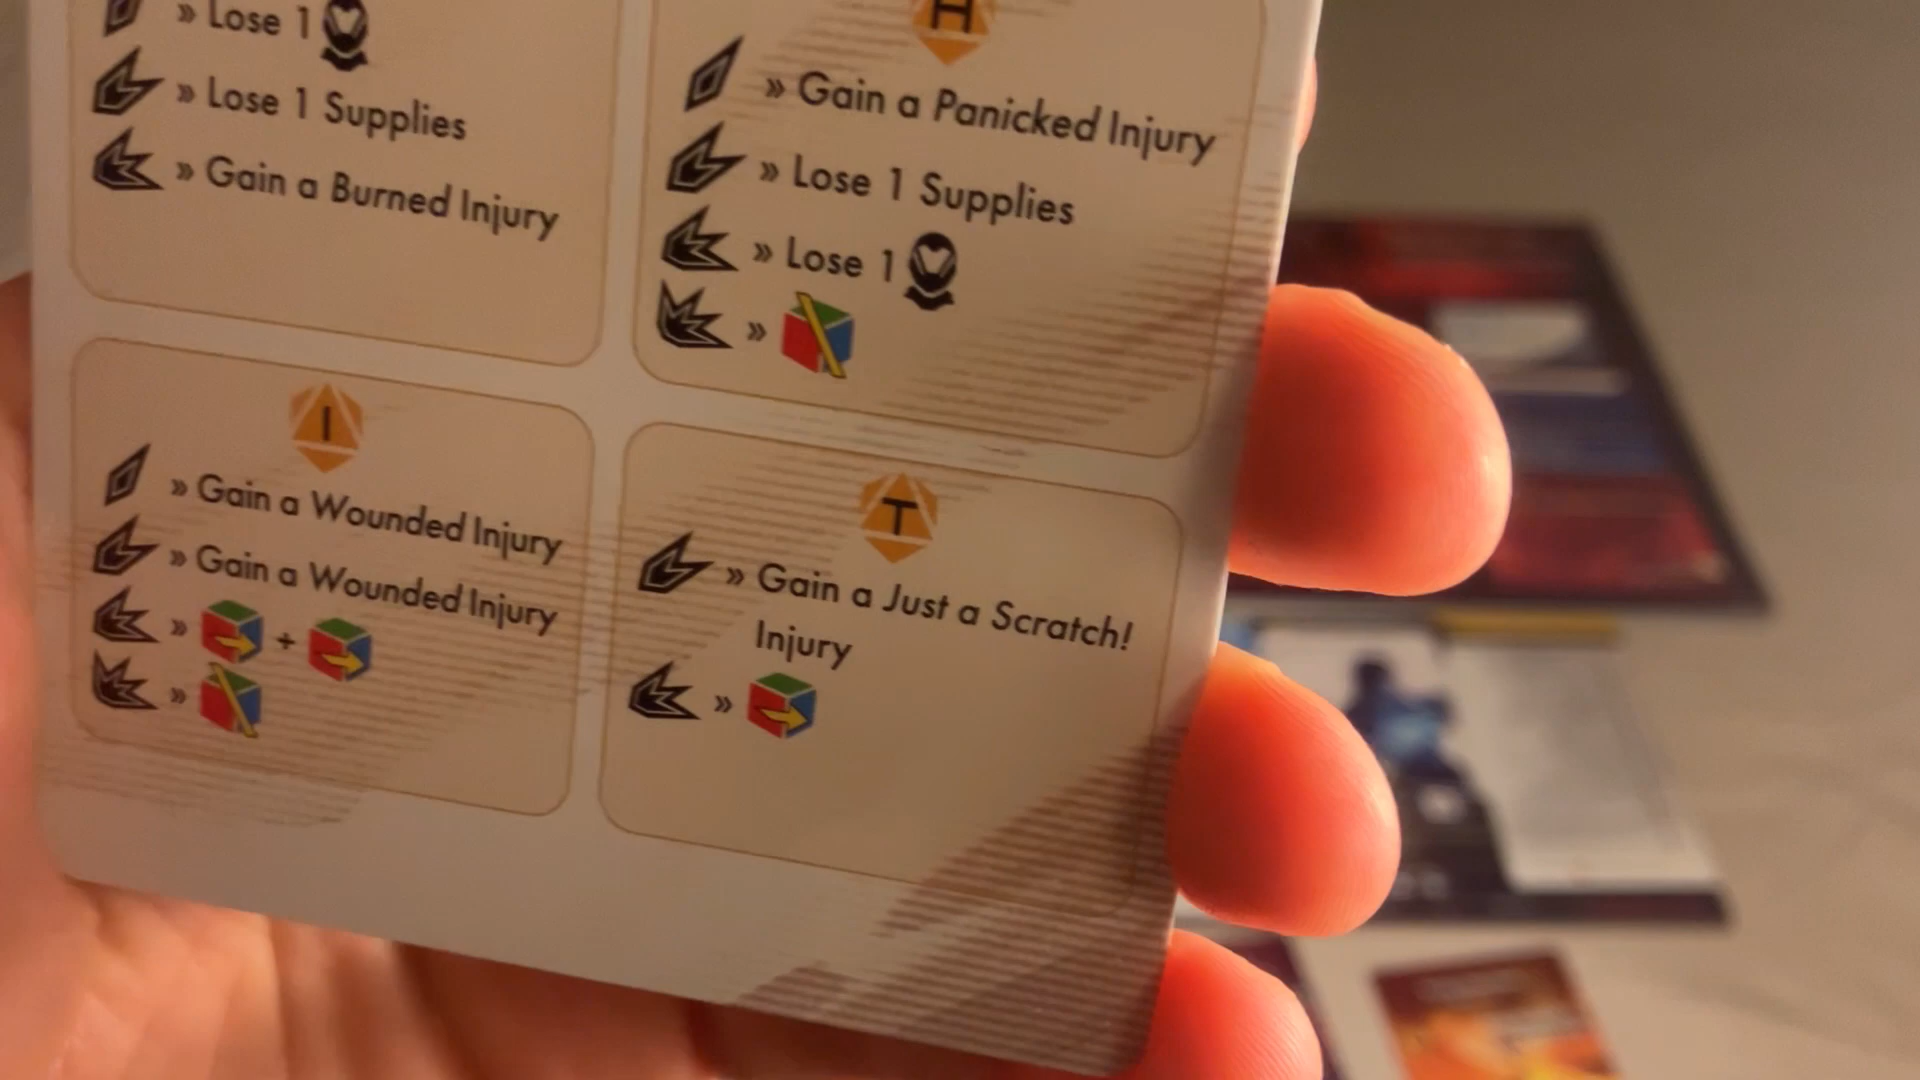 » Lose 1
» Lose 1 Supplies
» Gain a Burned Injury
H
» Gain a Panicked Injury
» Lose 1 Supplies
» Lose 1
»
I
» Gain a Wounded Injury
» Gain a Wounded Injury
» +
»
T
» Gain a Just a Scratch!
Injury
»